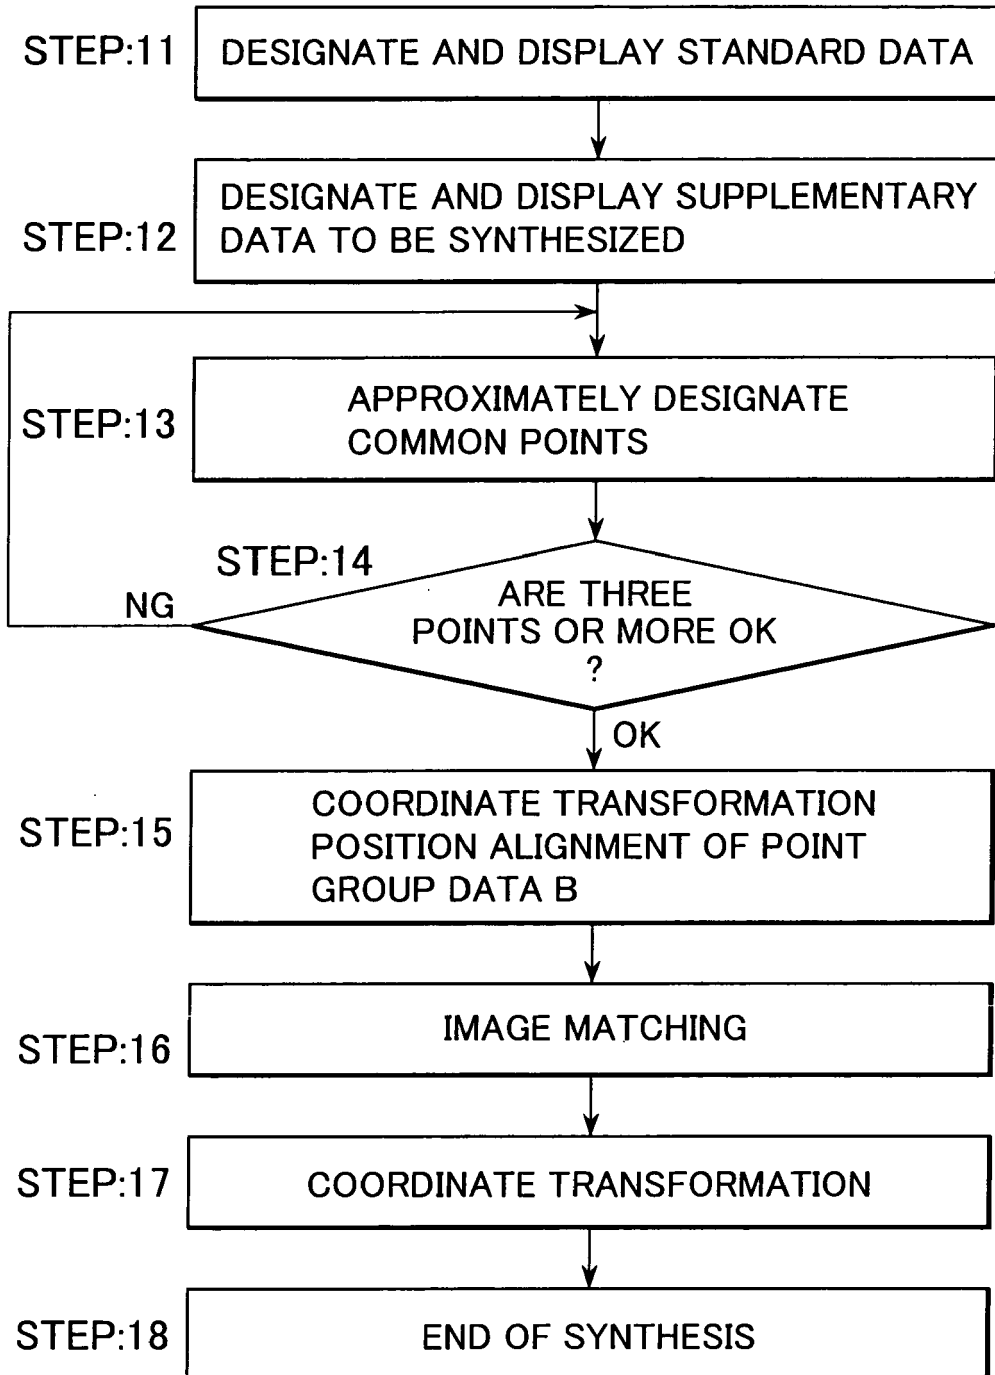 STEP:11
DESIGNATE AND DISPLAY STANDARD DATA
STEP:12
DESIGNATE AND DISPLAY SUPPLEMENTARY
DATA TO BE SYNTHESIZED
STEP:13
APPROXIMATELY DESIGNATE
COMMON POINTS
STEP:14
NG
ARE THREE
POINTS OR MORE OK
?
OK
STEP:15
COORDINATE TRANSFORMATION
POSITION ALIGNMENT OF POINT
GROUP DATA B
STEP:16
IMAGE MATCHING
STEP:17
COORDINATE TRANSFORMATION
STEP:18
END OF SYNTHESIS